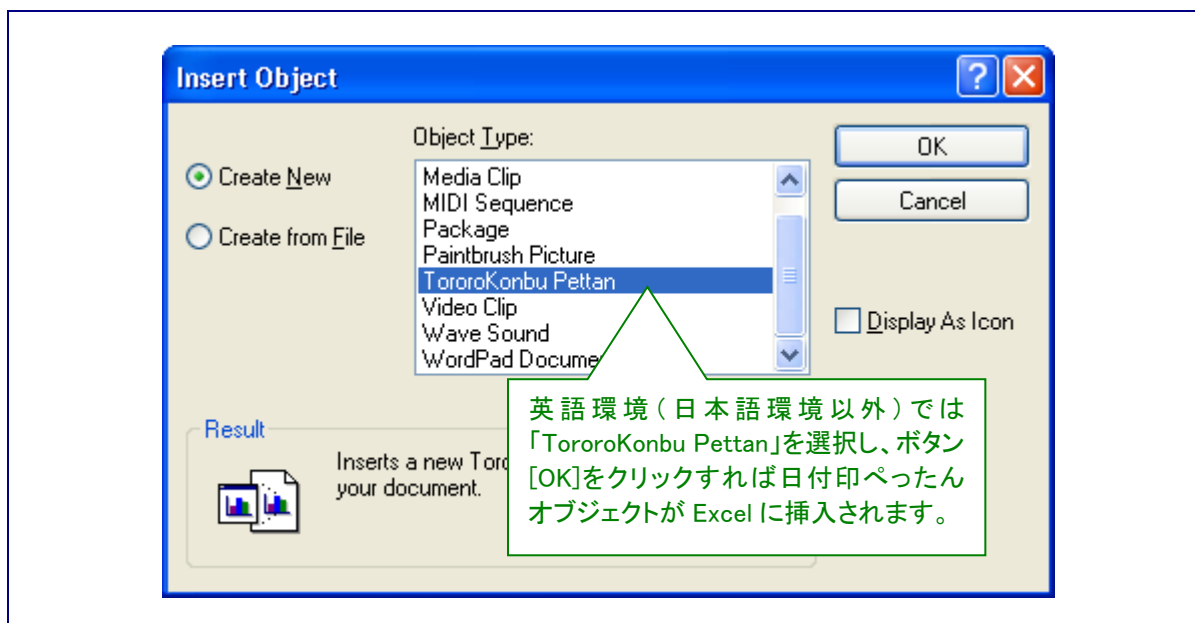 Insert Object
Object Type:
Create New
Create from File
Media Clip
MIDI Sequence
Package
Paintbrush Picture
TororoKonbu Pettan
Video Clip
Wave Sound
WordPad
OK
Cancel
Display As Icon
Result
Inserts a new
your document.
英語環境(日本語環境以外)では
「TororoKonbu Pettan」を選択し、ボタン
[OK]をクリックすれば日付印ぺったん
オブジェクトが Excel に挿入されます。